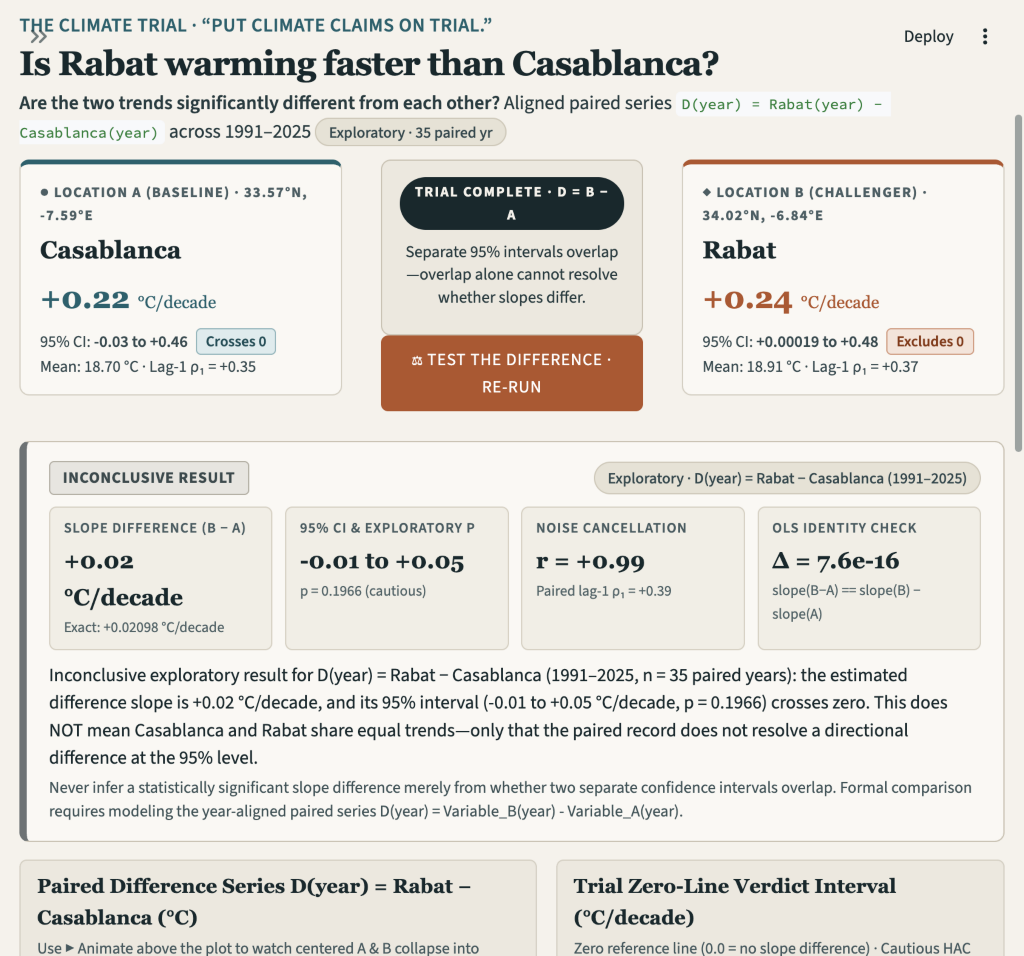 THE CLIMATE TRIAL · “PUT CLIMATE CLAIMS ON TRIAL.”
Deploy
Is Rabat warming faster than Casablanca?
Are the two trends significantly different from each other? Aligned paired series D(year) = Rabat(year) −
Casablanca(year) across 1991–2025 Exploratory · 35 paired yr
● LOCATION A (BASELINE) · 33.57°N,
-7.59°E
Casablanca
+0.22 °C/decade
95% CI: -0.03 to +0.46 Crosses 0
Mean: 18.70 °C · Lag-1 ρ₁ = +0.35
TRIAL COMPLETE · D = B −
A
Separate 95% intervals overlap
—overlap alone cannot resolve
whether slopes differ.
⚖ TEST THE DIFFERENCE ·
RE-RUN
◆ LOCATION B (CHALLENGER) ·
34.02°N, -6.84°E
Rabat
+0.24 °C/decade
95% CI: +0.00019 to +0.48 Excludes 0
Mean: 18.91 °C · Lag-1 ρ₁ = +0.37
INCONCLUSIVE RESULT
Exploratory · D(year) = Rabat − Casablanca (1991–2025)
SLOPE DIFFERENCE (B − A)
+0.02
°C/decade
Exact: +0.02098 °C/decade
95% CI & EXPLORATORY P
-0.01 to +0.05
p = 0.1966 (cautious)
NOISE CANCELLATION
r = +0.99
Paired lag-1 ρ₁ = +0.39
OLS IDENTITY CHECK
Δ = 7.6e-16
slope(B−A) == slope(B) −
slope(A)
Inconclusive exploratory result for D(year) = Rabat − Casablanca (1991–2025, n = 35 paired years): the estimated
difference slope is +0.02 °C/decade, and its 95% interval (-0.01 to +0.05 °C/decade, p = 0.1966) crosses zero. This does
NOT mean Casablanca and Rabat share equal trends—only that the paired record does not resolve a directional
difference at the 95% level.
Never infer a statistically significant slope difference merely from whether two separate confidence intervals overlap. Formal comparison
requires modeling the year-aligned paired series D(year) = Variable_B(year) - Variable_A(year).
Paired Difference Series D(year) = Rabat −
Casablanca (°C)
Use ▶ Animate above the plot to watch centered A & B collapse into
Trial Zero-Line Verdict Interval
(°C/decade)
Zero reference line (0.0 = no slope difference) · Cautious HAC